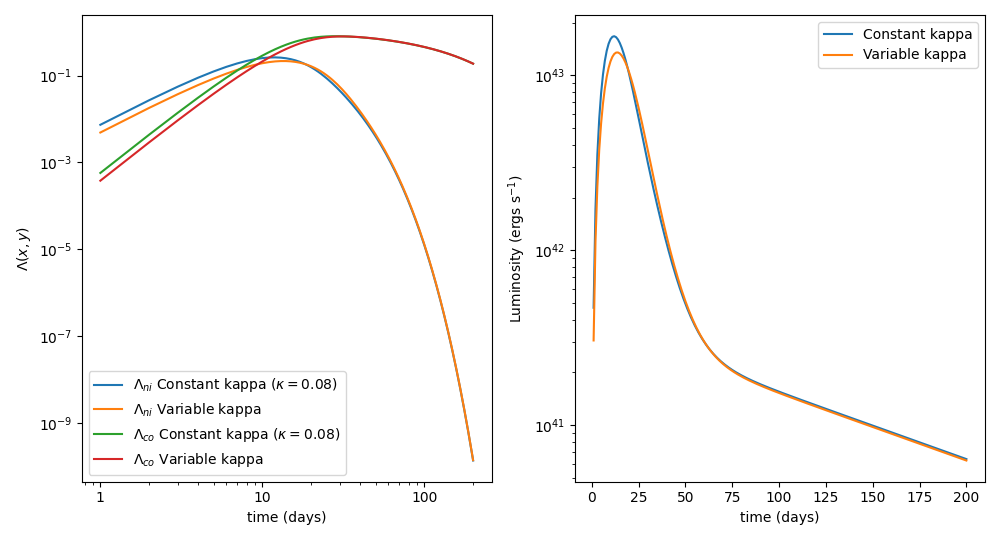 Λ(x, y)
10⁻¹
10⁻³
10⁻⁵
10⁻⁷
10⁻⁹
1
10
100
time (days)
Λₙᵢ Constant kappa (κ = 0.08)
Λₙᵢ Variable kappa
Λ_co Constant kappa (κ = 0.08)
Λ_co Variable kappa
Luminosity (ergs s⁻¹)
10⁴³
10⁴²
10⁴¹
0
25
50
75
100
125
150
175
200
time (days)
Constant kappa
Variable kappa